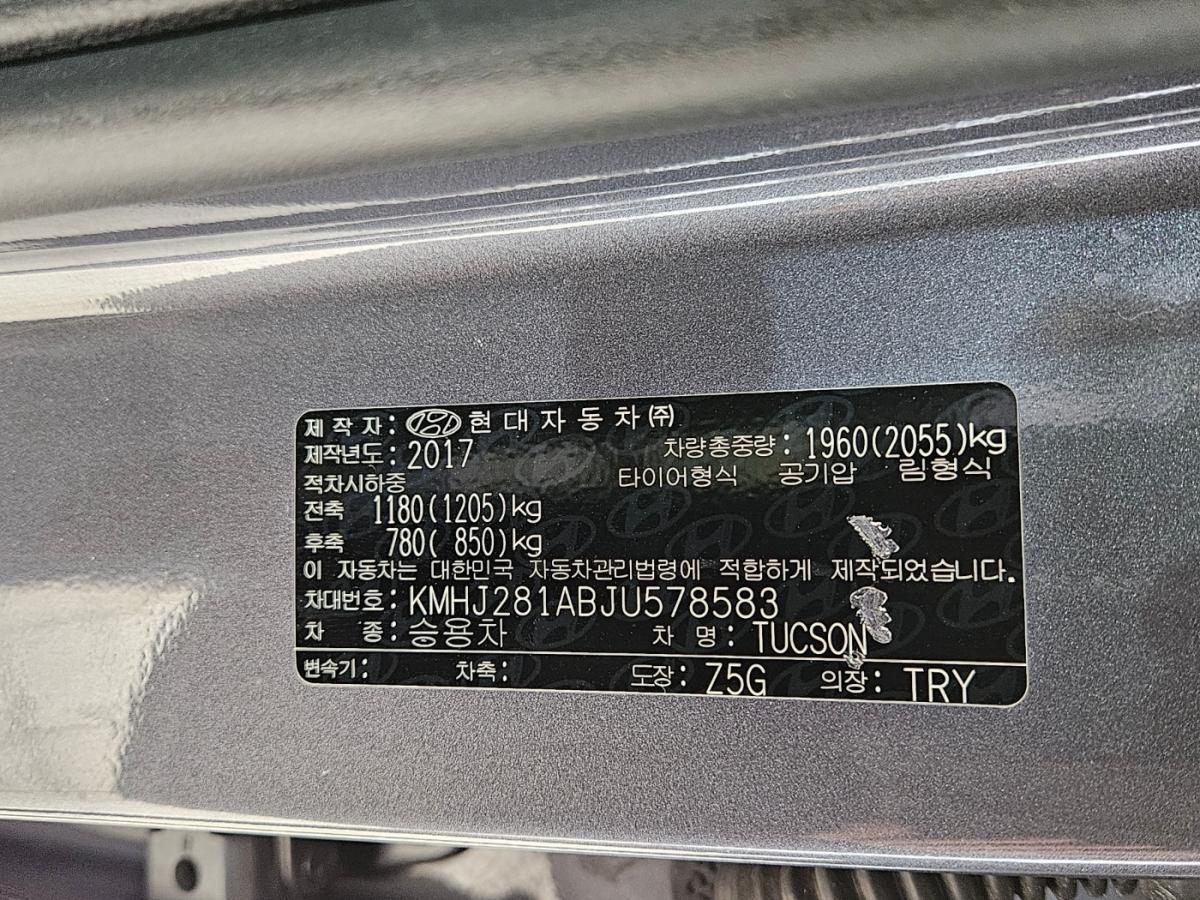 제 작 자 : 현대자동차(주)
제작년도 : 2017 차량총중량 : 1960(2055)kg
적차시하중 타이어형식 공기압 림형식
전축 1180(1205)kg
후축 780( 850)kg
이 자동차는 대한민국 자동차관리법령에 적합하게 제작되었습니다.
차대번호 : KMHJ281ABJU578583
차 종 : 승용차 차 명 : TUCSON
변속기 : 차축 : 도장 : Z5G 의장 : TRY